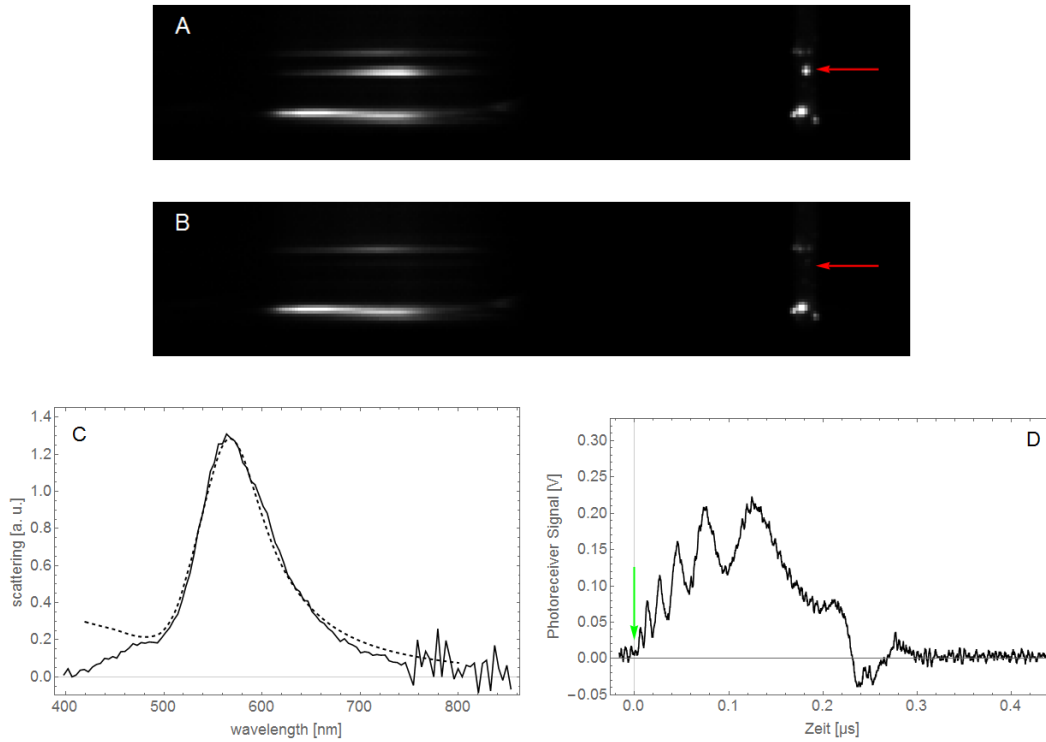 A
B
C
1.4
1.2
1.0
0.8
0.6
0.4
0.2
0.0
400 500 600 700 800
scattering [a. u.]
wavelength [nm]
D
0.30
0.25
0.20
0.15
0.10
0.05
0.00
−0.05
0.0 0.1 0.2 0.3 0.4
Photoreceiver Signal [V]
Zeit [µs]